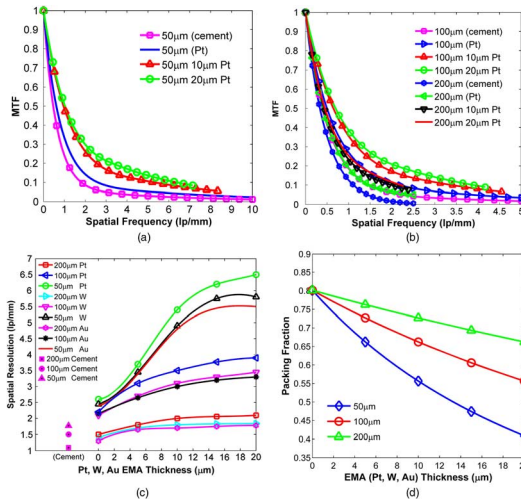 1
0.9
0.8
0.7
0.6
0.5
0.4
0.3
0.2
0.1
0
MTF
50μm (cement)
50μm (Pt)
50μm 10μm Pt
50μm 20μm Pt
0 1 2 3 4 5 6 7 8 9 10
Spatial Frequency (lp/mm)
(a)
1
0.9
0.8
0.7
0.6
0.5
0.4
0.3
0.2
0.1
0
MTF
100μm (cement)
100μm (Pt)
100μm 10μm Pt
100μm 20μm Pt
200μm (cement)
200μm (Pt)
200μm 10μm Pt
200μm 20μm Pt
0 0.5 1 1.5 2 2.5 3 3.5 4 4.5 5
Spatial Frequency (lp/mm)
(b)
6.5
6
5.5
5
4.5
4
3.5
3
2.5
2
1.5
1
Spatial Resolution (lp/mm)
200μm Pt
100μm Pt
50μm Pt
200μm W
100μm W
50μm W
200μm Au
100μm Au
50μm Au
200μm Cement
100μm Cement
50μm Cement
(Cement) 0 5 10 15 20
Pt, W, Au EMA Thickness (μm)
(c)
0.9
0.85
0.8
0.75
0.7
0.65
0.6
0.55
0.5
0.45
0.4
Packing Fraction
50μm
100μm
200μm
0 5 10 15 20
EMA (Pt, W, Au) Thickness (μm)
(d)